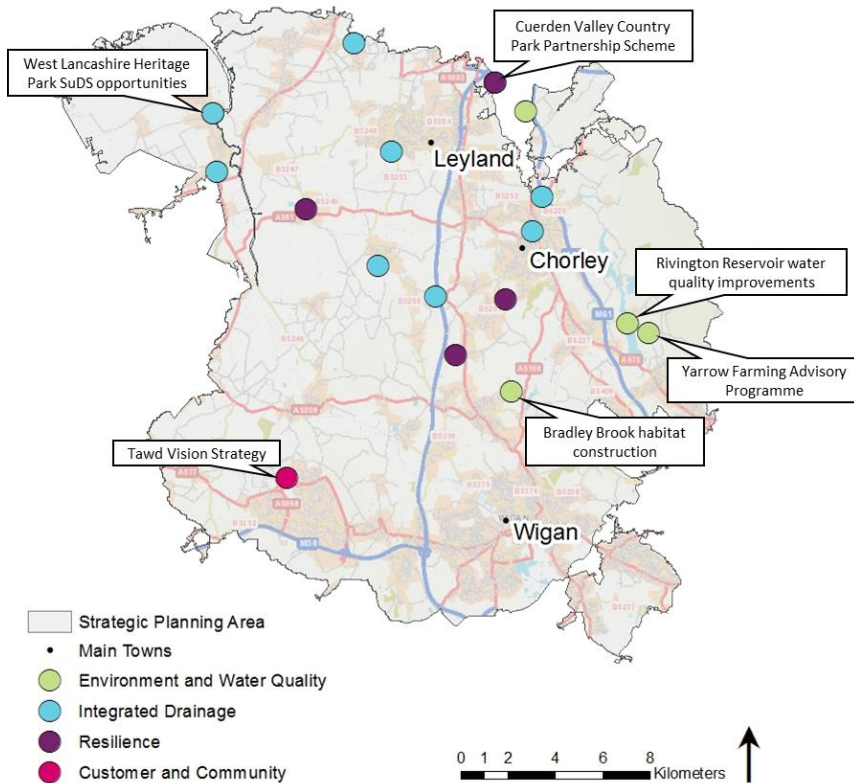 Cuerden Valley Country
Park Partnership Scheme
West Lancashire Heritage
Park SuDS opportunities
Leyland
Chorley
Rivington Reservoir water
quality improvements
M61
Yarrow Farming Advisory
Programme
Bradley Brook habitat
construction
Tawd Vision Strategy
Wigan
M58
Strategic Planning Area
Main Towns
Environment and Water Quality
Integrated Drainage
Resilience
Customer and Community
0 1 2 4 6 8
Kilometers